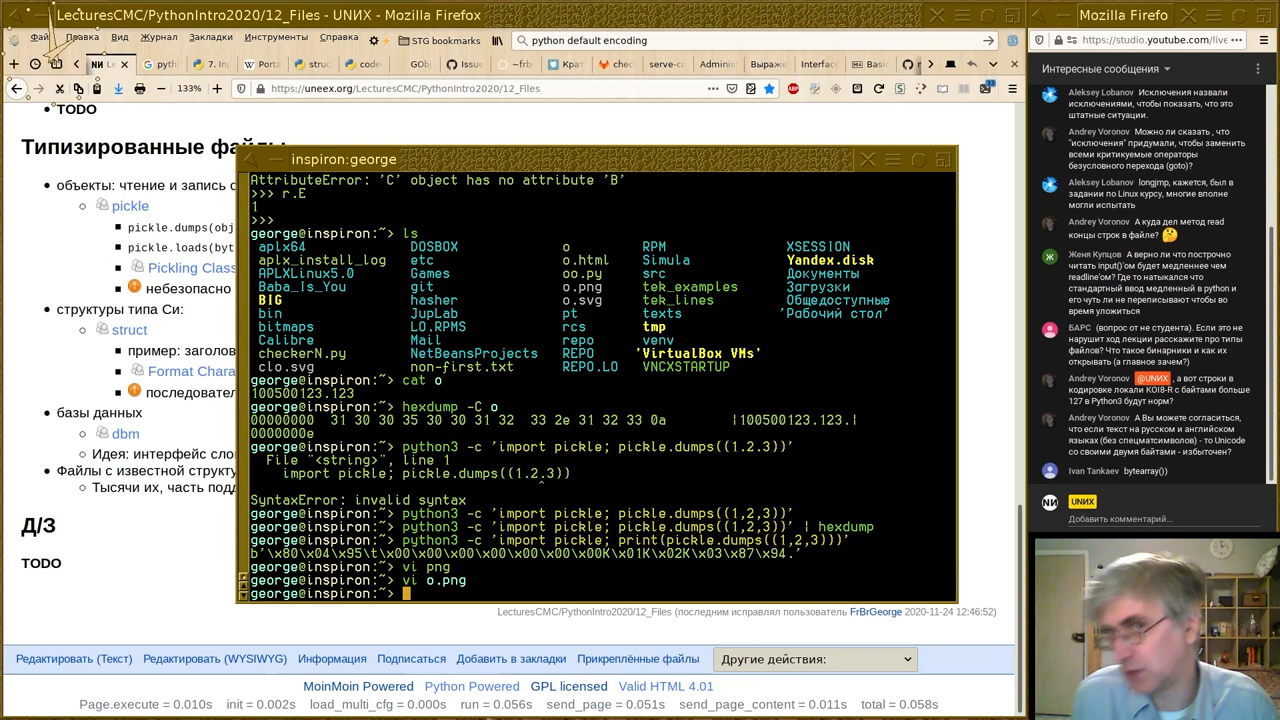 LecturesCMC/PythonIntro2020/12_Files - UNИX - Mozilla Firefox
Файл Правка Вид Журнал Закладки Инструменты Справка STG bookmarks python default encoding
133% https://uneex.org/LecturesCMC/PythonIntro2020/12_Files
TODO
Типизированные файлы
объекты: чтение и запись о
pickle
pickle.dumps(obj
pickle.loads(byt
Pickling Class
небезопасно
структуры типа Си:
struct
пример: заголов
Format Chara
последовател
базы данных
dbm
Идея: интерфейс сло
Файлы с известной структу
Тысячи их, часть подд
Д/З
TODO
inspiron:george
AttributeError: 'C' object has no attribute 'B'
>>> r.E
1
>>>
george@inspiron:~> ls
aplx64 DOSBOX o RPM XSESSION
aplx_install_log etc o.html Simula Yandex.disk
APLXLinux5.0 Games oo.py src Документы
Baba_Is_You git o.png tek_examples Загрузки
BIG hasher o.svg tek_lines Общедоступные
bin JupLab pt texts 'Рабочий стол'
bitmaps LO.RPMS rcs tmp
Calibre Mail repo venv
checkerN.py NetBeansProjects REPO 'VirtualBox VMs'
clo.svg non-first.txt REPO.LO VNCXSTARTUP
george@inspiron:~> cat o
100500123.123
george@inspiron:~> hexdump -C o
00000000 31 30 30 35 30 30 31 32 33 2e 31 32 33 0a |100500123.123.|
0000000e
george@inspiron:~> python3 -c 'import pickle; pickle.dumps((1.2.3))'
File "<string>", line 1
import pickle; pickle.dumps((1.2.3))
^
SyntaxError: invalid syntax
george@inspiron:~> python3 -c 'import pickle; pickle.dumps((1,2,3))'
george@inspiron:~> python3 -c 'import pickle; pickle.dumps((1,2,3))' | hexdump
george@inspiron:~> python3 -c 'import pickle; print(pickle.dumps((1,2,3)))'
b'\x80\x04\x95\t\x00\x00\x00\x00\x00\x00\x00K\x01K\x02K\x03\x87\x94.'
george@inspiron:~> vi png
george@inspiron:~> vi o.png
george@inspiron:~>
LecturesCMC/PythonIntro2020/12_Files (последним исправлял пользователь FrBrGeorge 2020-11-24 12:46:52)
Редактировать (Текст) Редактировать (WYSIWYG) Информация Подписаться Добавить в закладки Прикреплённые файлы Другие действия:
MoinMoin Powered Python Powered GPL licensed Valid HTML 4.01
Page.execute = 0.010s init = 0.002s load_multi_cfg = 0.000s run = 0.056s send_page = 0.051s send_page_content = 0.011s total = 0.058s
Mozilla Firefo
https://studio.youtube.com/live
Интересные сообщения
Aleksey Lobanov Исключения назвали
исключениями, чтобы показать, что это
штатные ситуации.
Andrey Voronov Можно ли сказать , что
"исключения" придумали, чтобы заменить
всеми критикуемые операторы
безусловного перехода (goto)?
Aleksey Lobanov longjmp, кажется, был в
задании по Linux курсу, многие вполне
могли испытать
Andrey Voronov А куда дел метод read
концы строк в файле? 🤔
Женя Купцов А верно ли что построчно
читать input()'ом будет медленнее чем
readline'ом? Где то натыкался что
стандартный ввод медленный в python и
его чуть ли не переписывают чтобы во
время уложиться
БАРС (вопрос от не студента). Если это не
нарушит ход лекции расскажите про типы
файлов? Что такое бинарники и как их
открывать (а главное зачем?)
Andrey Voronov @UNИX , а вот строки в
кодировке локали KOI8-R с байтами больше
127 в Python3 будут норм?
Andrey Voronov А Вы можете согласиться,
что если текст на русском и английском
языках (без спецматсимволов) - то Unicode
со своими двумя байтами - избыточен?
Ivan Tankaev bytearray())
UNИX
Добавить комментарий...